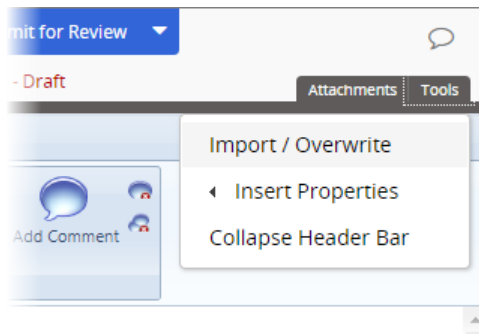 mit for Review
- Draft
Attachments Tools
Import / Overwrite
Insert Properties
Add Comment
Collapse Header Bar